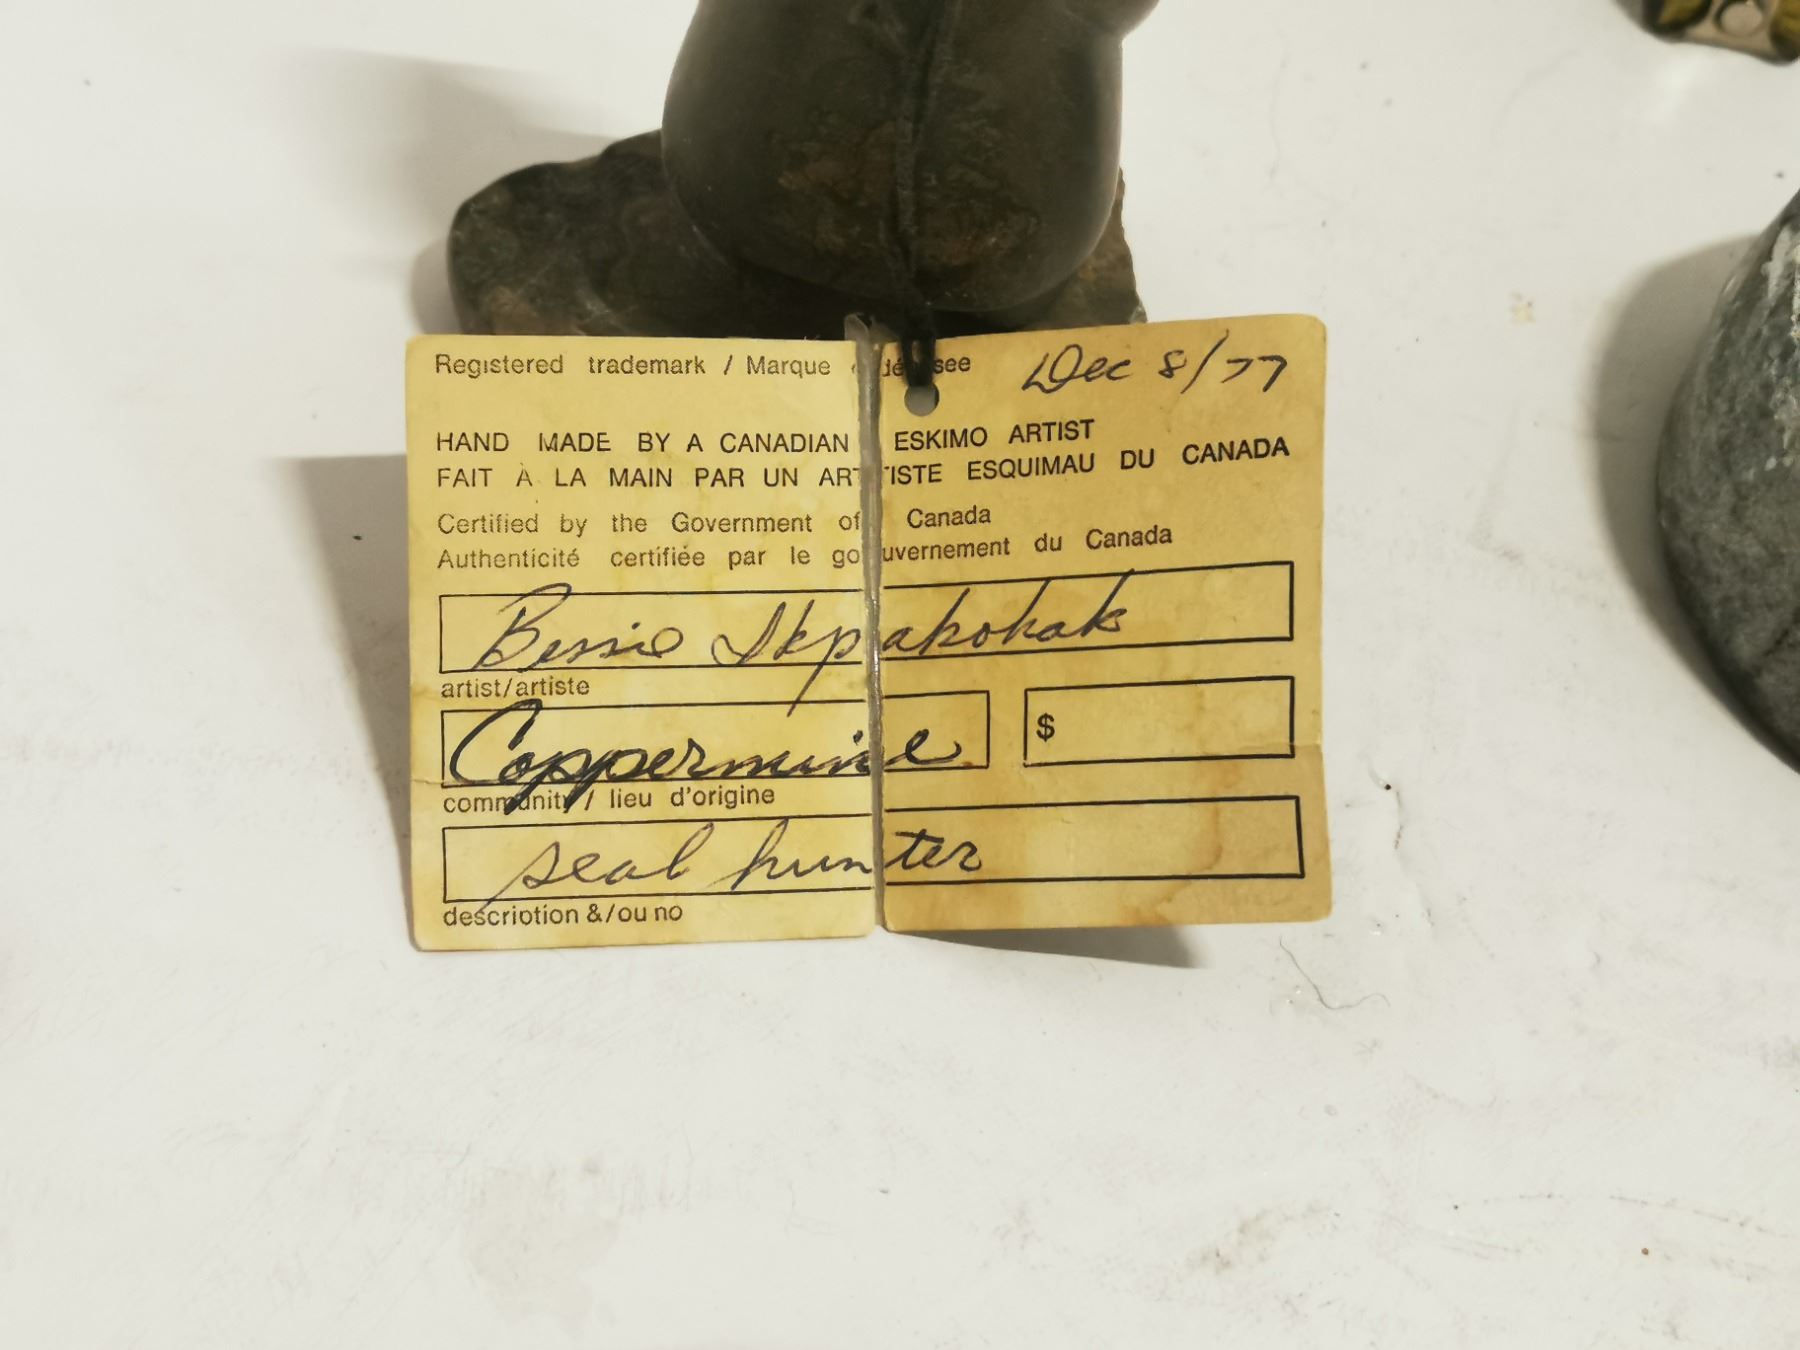 Registered trademark / Marque dé see
Dec 8/77
HAND MADE BY A CANADIAN ESKIMO ARTIST
FAIT À LA MAIN PAR UN ARTISTE ESQUIMAU DU CANADA
Certified by the Government of Canada
Authenticité certifiée par le gouvernement du Canada
Bessie Ikpakohak
artist/artiste
Coppermine
$
community / lieu d'origine
seal hunter
description &/ou no